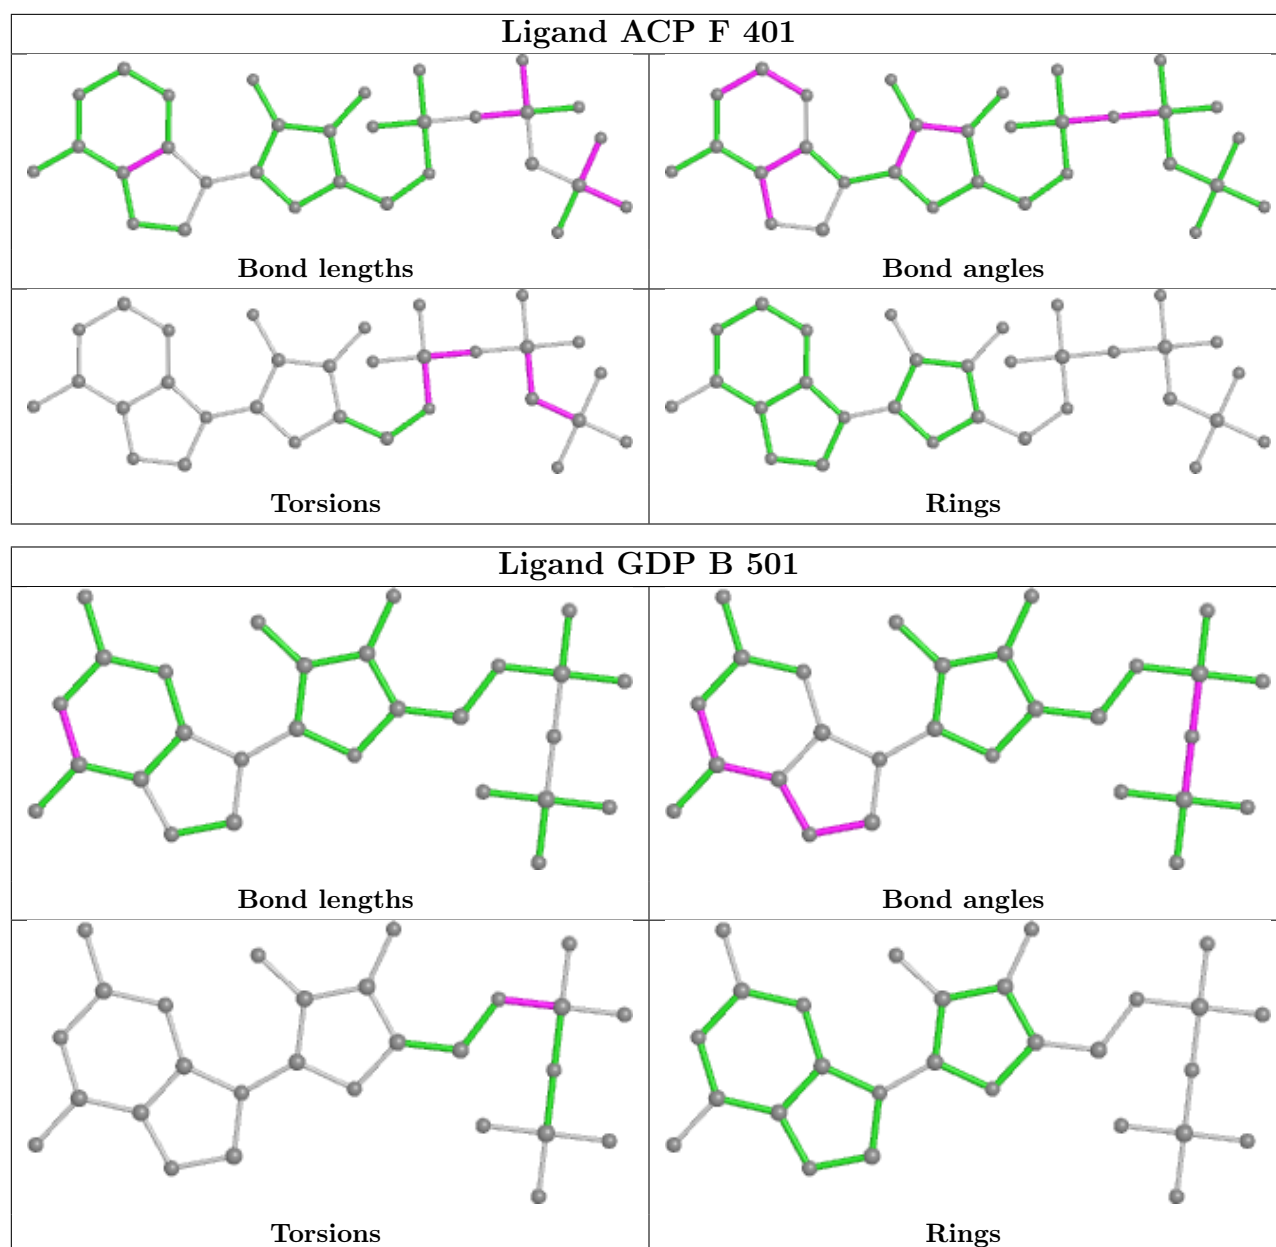 Ligand ACP F 401
Bond lengths
Bond angles
Torsions
Rings
Ligand GDP B 501
Bond lengths
Bond angles
Torsions
Rings